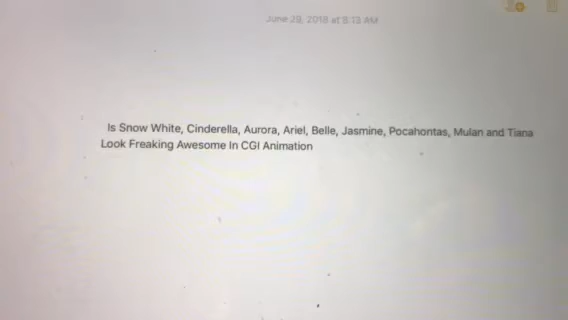 June 29, 2018 at 8:13 AM
Is Snow White, Cinderella, Aurora, Ariel, Belle, Jasmine, Pocahontas, Mulan and Tiana
Look Freaking Awesome In CGI Animation